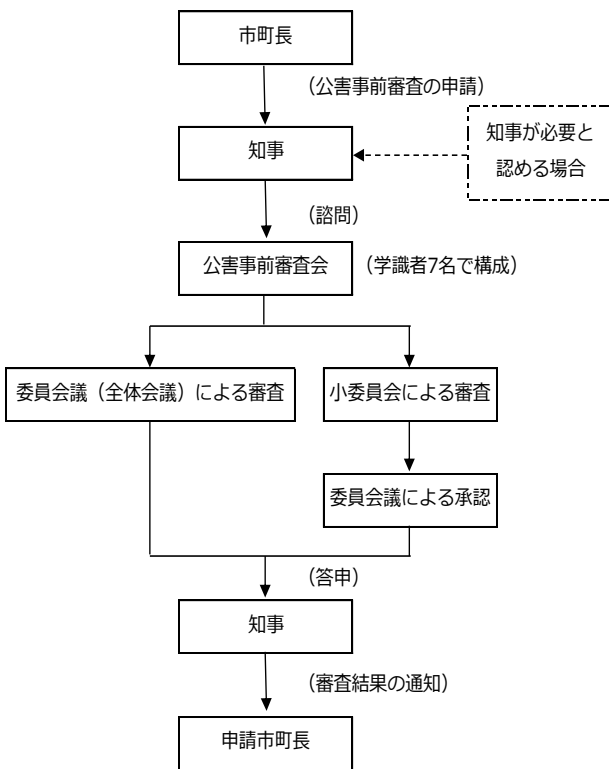 市町長
（公害事前審査の申請）
知事
知事が必要と
認める場合
（諮問）
公害事前審査会
（学識者7名で構成）
委員会議（全体会議）による審査
小委員会による審査
委員会議による承認
（答申）
知事
（審査結果の通知）
申請市町長